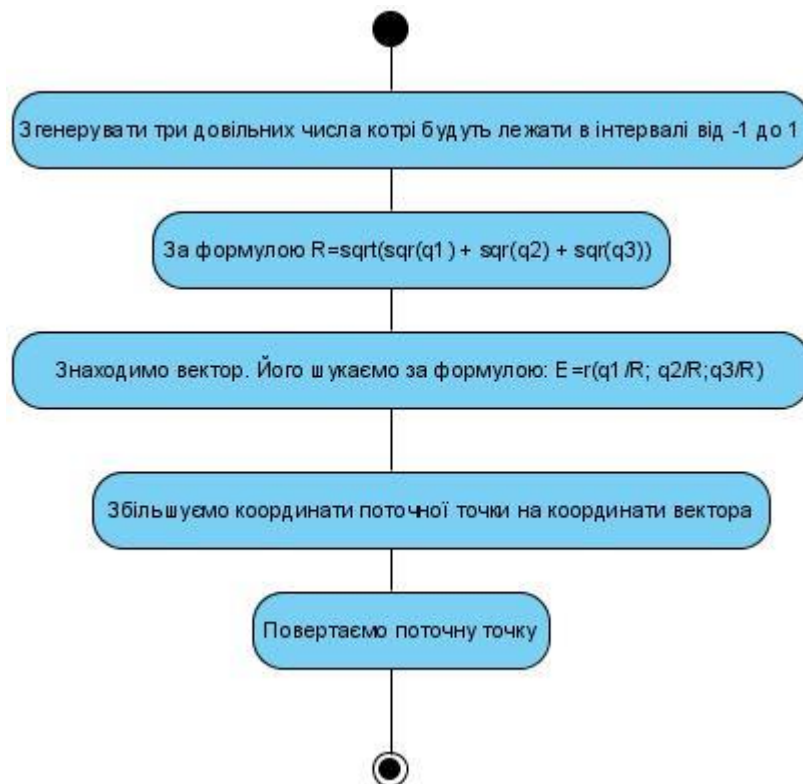 Згенерувати три довільних числа котрі будуть лежати в інтервалі від -1 до 1
За формулою R=sqrt(sqr(q1) + sqr(q2) + sqr(q3))
Знаходимо вектор. Його шукаємо за формулою: E=r(q1/R; q2/R;q3/R)
Збільшуємо координати поточної точки на координати вектора
Повертаємо поточну точку